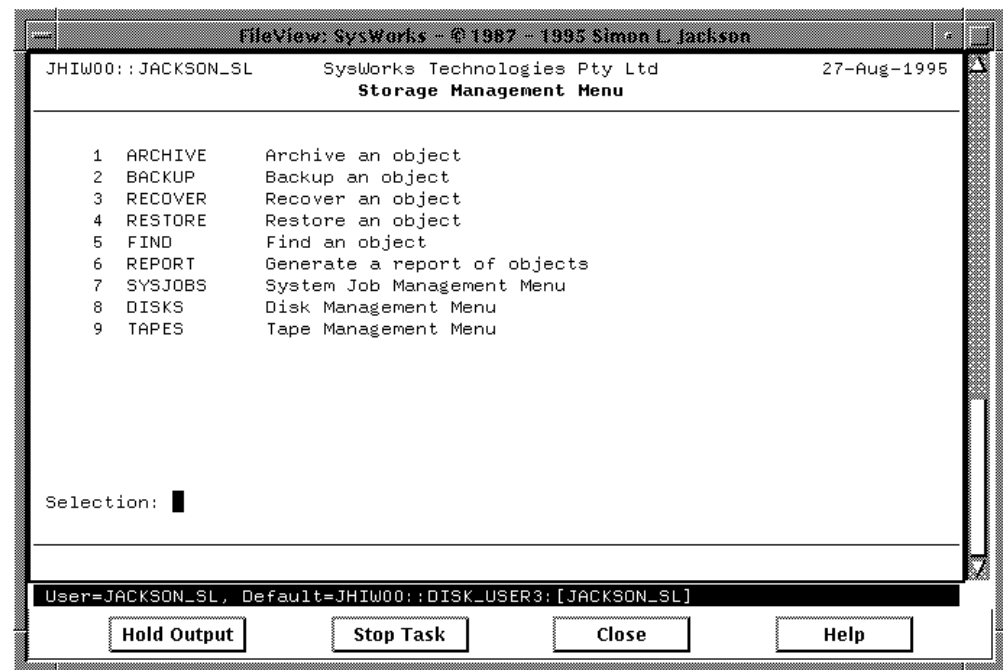 FileView: SysWorks - © 1987 - 1995 Simon L. Jackson
JHIW00::JACKSON_SL SysWorks Technologies Pty Ltd 27-Aug-1995
Storage Management Menu
1 ARCHIVE Archive an object
2 BACKUP Backup an object
3 RECOVER Recover an object
4 RESTORE Restore an object
5 FIND Find an object
6 REPORT Generate a report of objects
7 SYSJOBS System Job Management Menu
8 DISKS Disk Management Menu
9 TAPES Tape Management Menu
Selection:
User=JACKSON_SL, Default=JHIW00::DISK_USER3:[JACKSON_SL]
Hold Output Stop Task Close Help